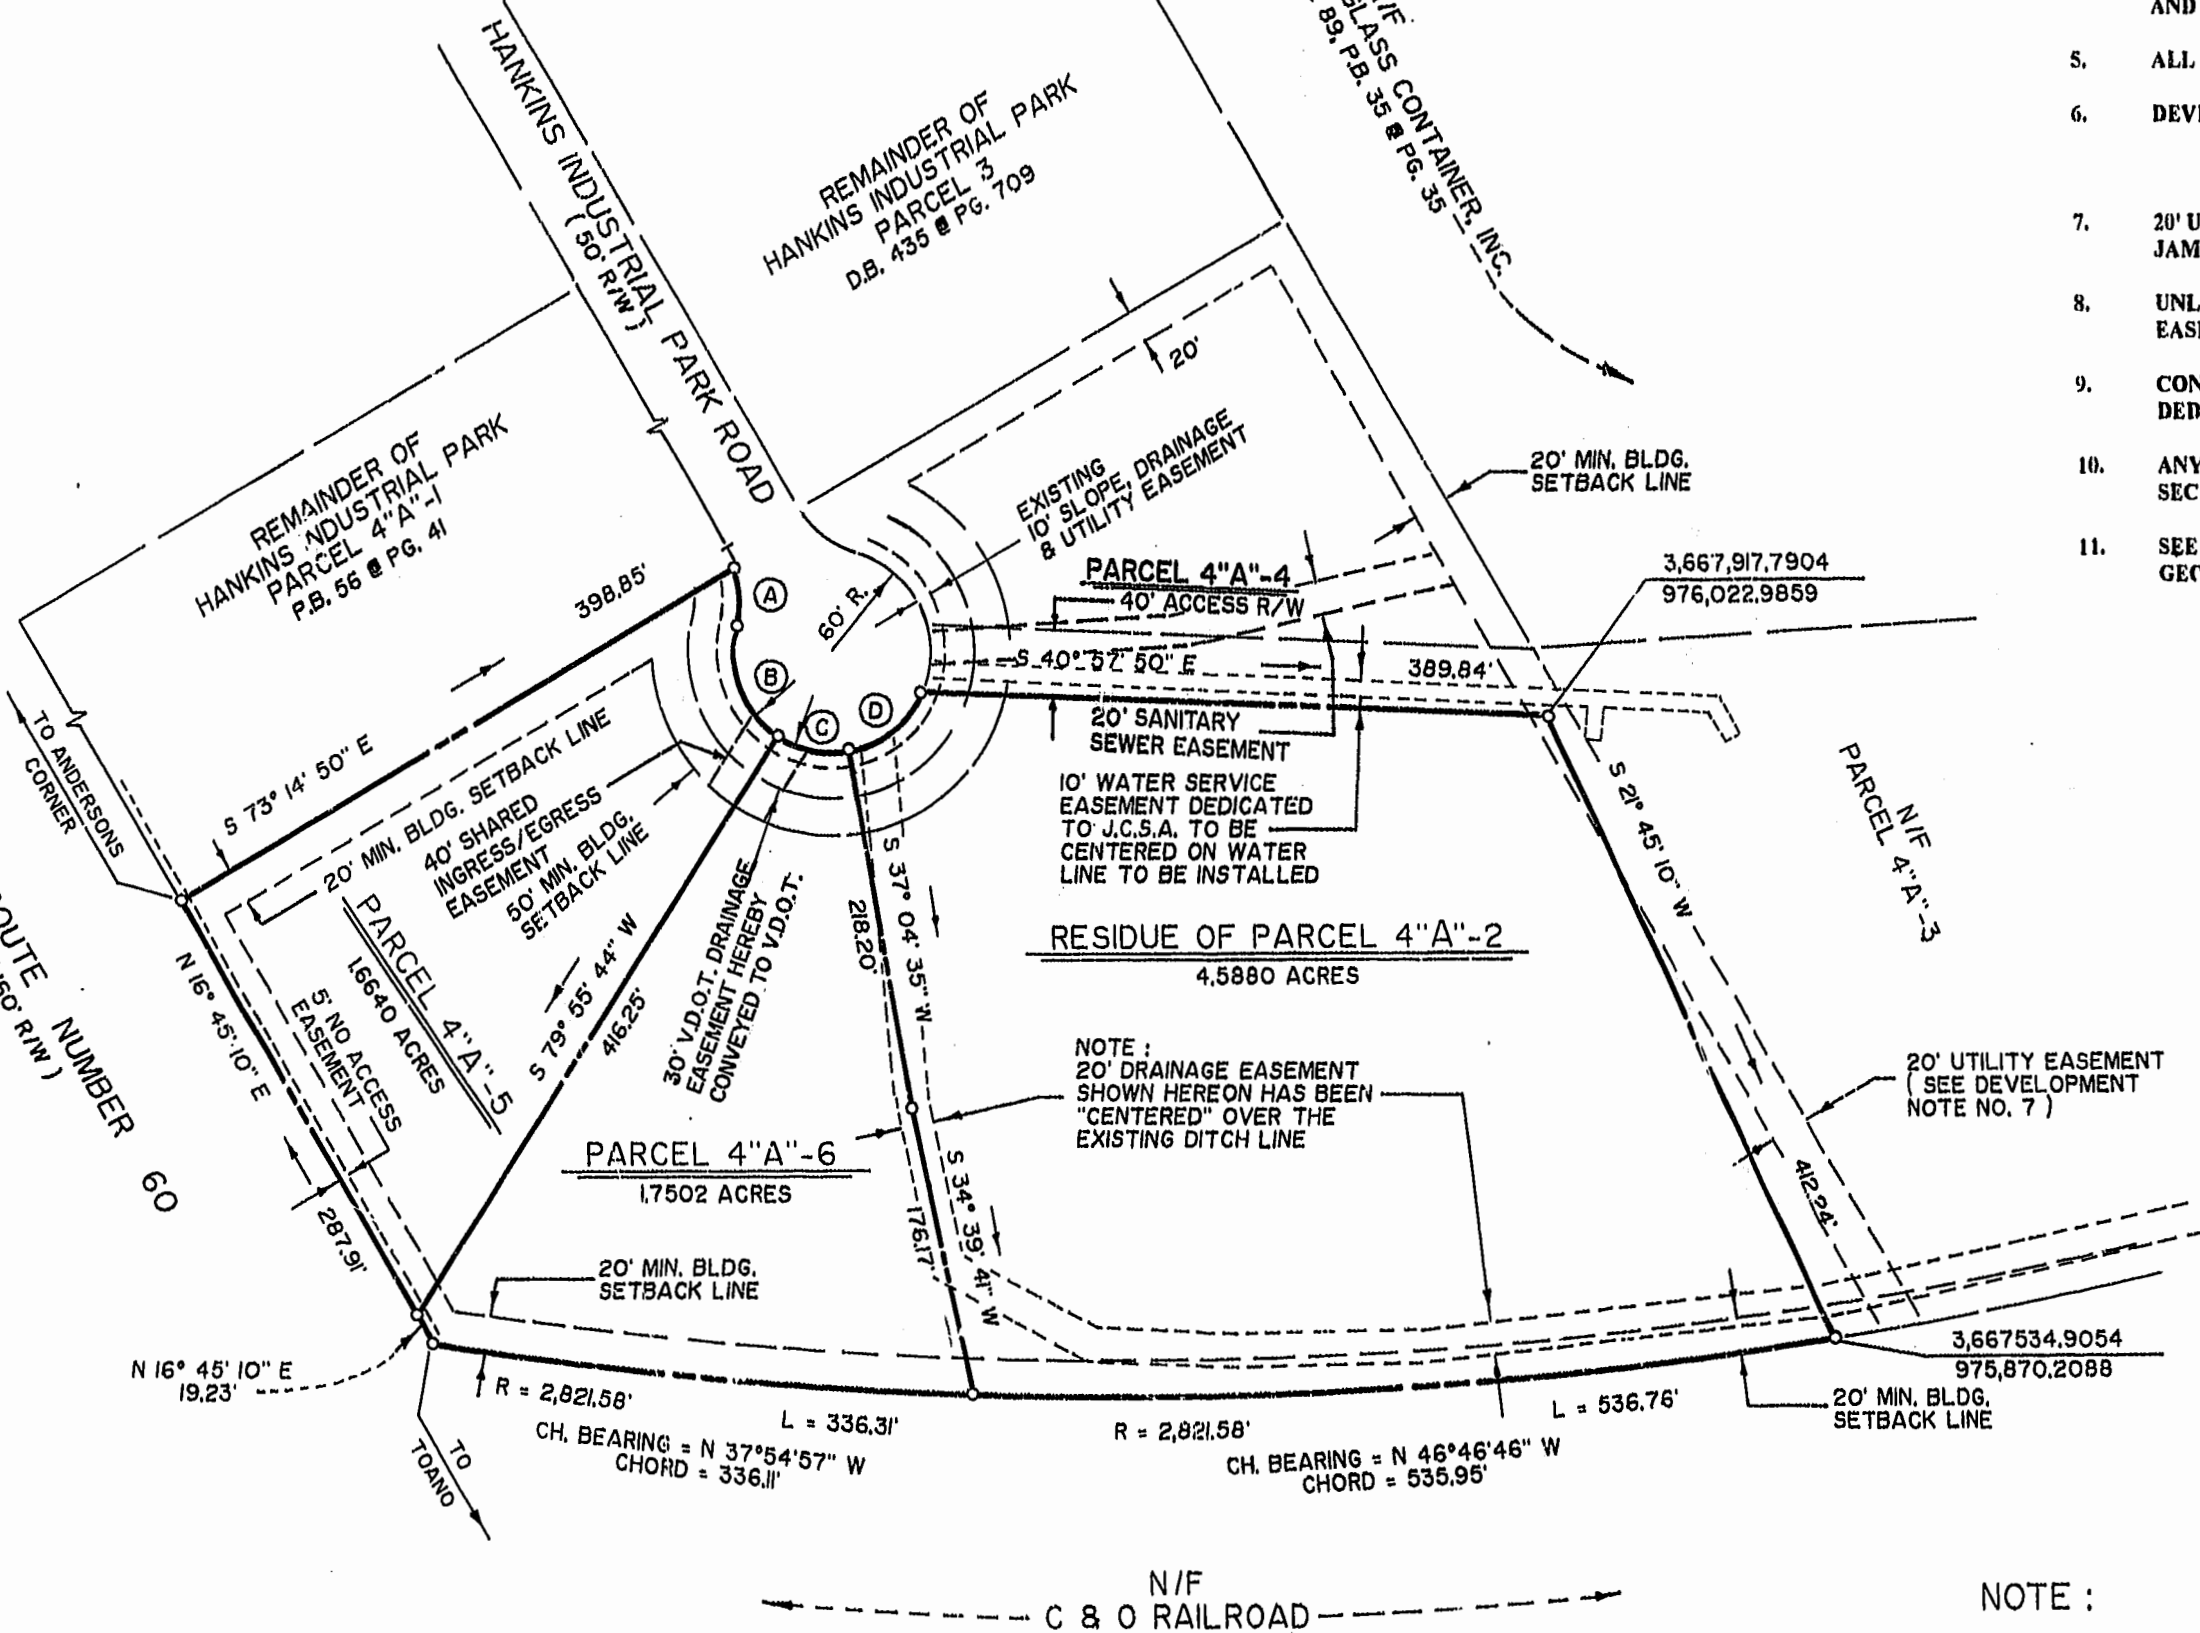 AND
5. ALL
6. DEVE
7. 20' U
JAM
8. UNL
EASE
9. CON
DED
10. ANY
SEC
11. SEE
GEO
HANKINS INDUSTRIAL PARK ROAD
( 50' R/W )
REMAINDER OF
HANKINS INDUSTRIAL PARK
PARCEL 3
D.B. 435 @ PG. 709
N/F
GLASS CONTAINER, INC.
89, P.B. 35 @ PG. 35
20'
REMAINDER OF
HANKINS INDUSTRIAL PARK
PARCEL 4"A"-1
P.B. 56 @ PG. 41
398.85'
S 73° 14' 50" E
EXISTING
10' SLOPE, DRAINAGE
& UTILITY EASEMENT
20' MIN. BLDG.
SETBACK LINE
3,667,917.7904
976,022.9859
PARCEL 4"A"-4
40' ACCESS R/W
60' R.
A
B
C
D
S 40° 57' 50" E
389.84'
20' SANITARY
SEWER EASEMENT
10' WATER SERVICE
EASEMENT DEDICATED
TO J.C.S.A. TO BE
CENTERED ON WATER
LINE TO BE INSTALLED
N/F
PARCEL 4"A"-3
S 21° 45' 10" W
412.24'
TO ANDERSONS
CORNER
20' MIN. BLDG. SETBACK LINE
40' SHARED
INGRESS/EGRESS
EASEMENT
50' MIN. BLDG.
SETBACK LINE
PARCEL 4"A"-5
1.6640 ACRES
5' NO ACCESS
EASEMENT
N 16° 45' 10" E
287.91'
S 79° 55' 44" W
416.25'
30' V.D.O.T. DRAINAGE
EASEMENT HEREBY
CONVEYED TO V.D.O.T.
S 37° 04' 35" W
218.20'
RESIDUE OF PARCEL 4"A"-2
4.5880 ACRES
NOTE :
20' DRAINAGE EASEMENT
SHOWN HEREON HAS BEEN
"CENTERED" OVER THE
EXISTING DITCH LINE
20' UTILITY EASEMENT
( SEE DEVELOPMENT
NOTE NO. 7 )
OUTE NUMBER 60
60' R/W )
PARCEL 4"A"-6
1.7502 ACRES
S 34° 39' 41" W
176.17'
20' MIN. BLDG.
SETBACK LINE
N 16° 45' 10" E
19.23'
TO
TOANO
R = 2,821.58'
L = 336.31'
CH. BEARING = N 37°54'57" W
CHORD = 336.11'
R = 2,821.58'
L = 536.76'
CH. BEARING = N 46°46'46" W
CHORD = 535.95'
3,667534.9054
975,870.2088
20' MIN. BLDG.
SETBACK LINE
N/F
C & O RAILROAD
NOTE :